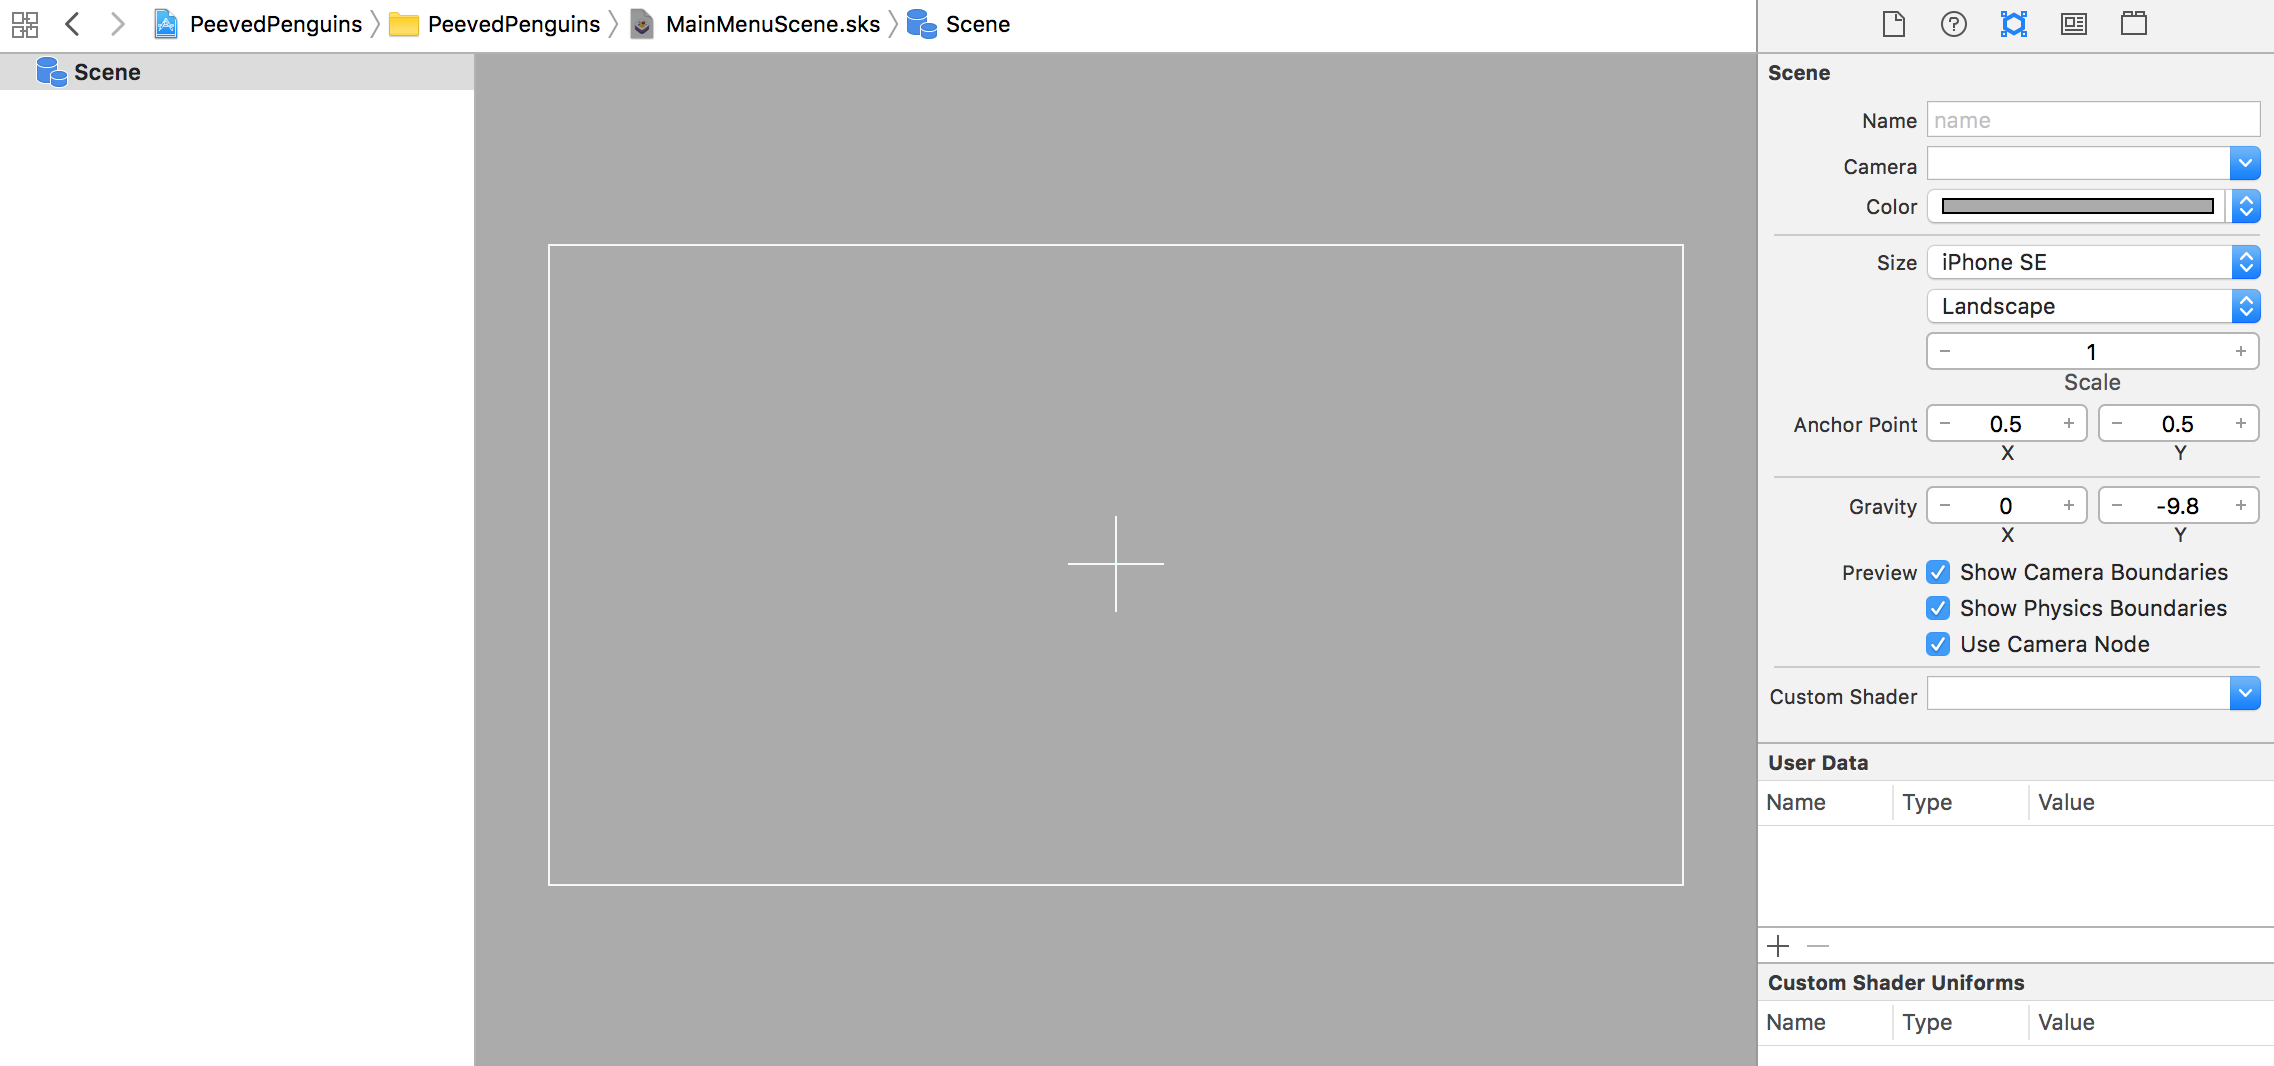 PeevedPenguins PeevedPenguins MainMenuScene.sks Scene
Scene
Scene
Name name
Camera
Color
Size iPhone SE
Landscape
− 1 +
Scale
Anchor Point − 0.5 + − 0.5 +
X Y
Gravity − 0 + − -9.8 +
X Y
Preview Show Camera Boundaries
Show Physics Boundaries
Use Camera Node
Custom Shader
User Data
Name Type Value
Custom Shader Uniforms
Name Type Value